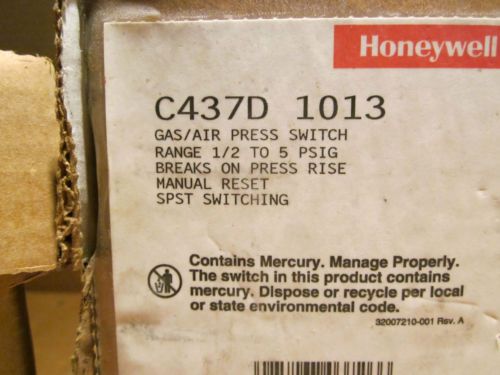 Honeywell
C437D 1013
GAS/AIR PRESS SWITCH
RANGE 1/2 TO 5 PSIG
BREAKS ON PRESS RISE
MANUAL RESET
SPST SWITCHING
Contains Mercury. Manage Properly.
The switch in this product contains
mercury. Dispose or recycle per local
or state environmental code.
32007210-001 Rev. A